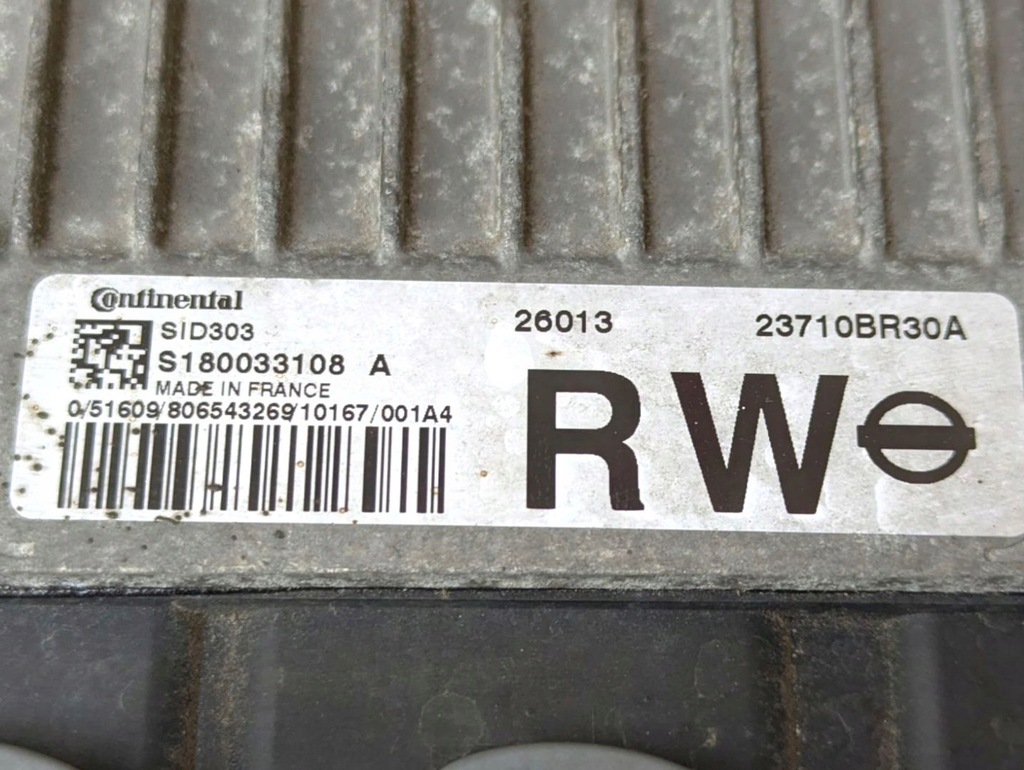 Continental
SID303
S180033108 A
MADE IN FRANCE
0/51609/806543269/10167/001A4
26013
23710BR30A
RW